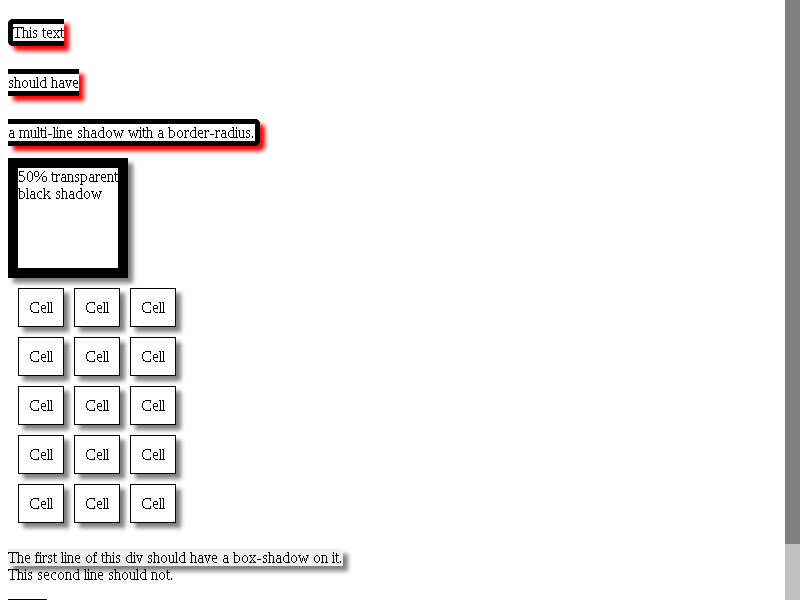 This text
should have
a multi-line shadow with a border-radius.
50% transparent
black shadow
Cell Cell Cell
Cell Cell Cell
Cell Cell Cell
Cell Cell Cell
Cell Cell Cell
The first line of this div should have a box-shadow on it.
This second line should not.